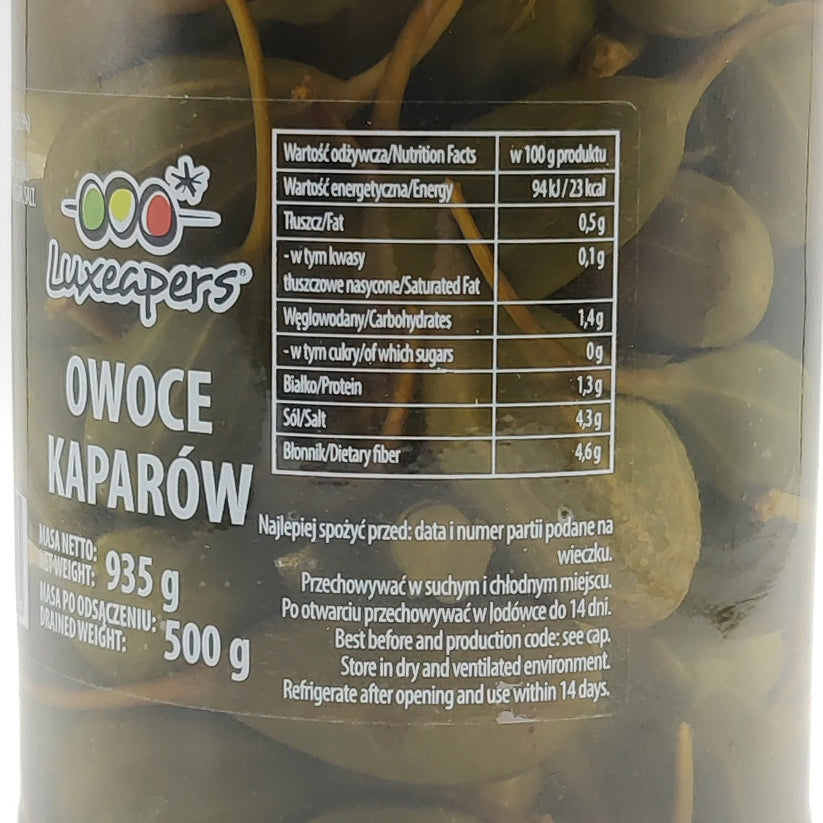 Luxeapers®
OWOCE
KAPARÓW
MASA NETTO:
NET WEIGHT: 935 g
MASA PO ODSĄCZENIU:
DRAINED WEIGHT: 500 g
Wartość odżywcza/Nutrition Facts w 100 g produktu
Wartość energetyczna/Energy 94 kJ / 23 kcal
Tłuszcz/Fat 0,5 g
- w tym kwasy 0,1 g
tłuszczowe nasycone/Saturated Fat
Węglowodany/Carbohydrates 1,4 g
- w tym cukry/of which sugars 0 g
Białko/Protein 1,3 g
Sól/Salt 4,3 g
Błonnik/Dietary fiber 4,6 g
Najlepiej spożyć przed: data i numer partii podane na
wieczku.
Przechowywać w suchym i chłodnym miejscu.
Po otwarciu przechowywać w lodówce do 14 dni.
Best before and production code: see cap.
Store in dry and ventilated environment.
Refrigerate after opening and use within 14 days.